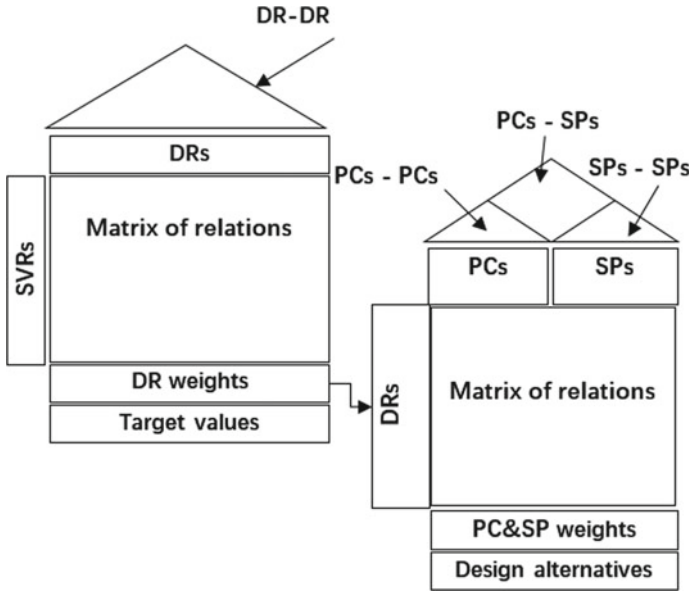 DR-DR
DRs
SVRs
Matrix of relations
DR weights
Target values
PCs - SPs
PCs - PCs
SPs - SPs
PCs
SPs
DRs
Matrix of relations
PC&SP weights
Design alternatives